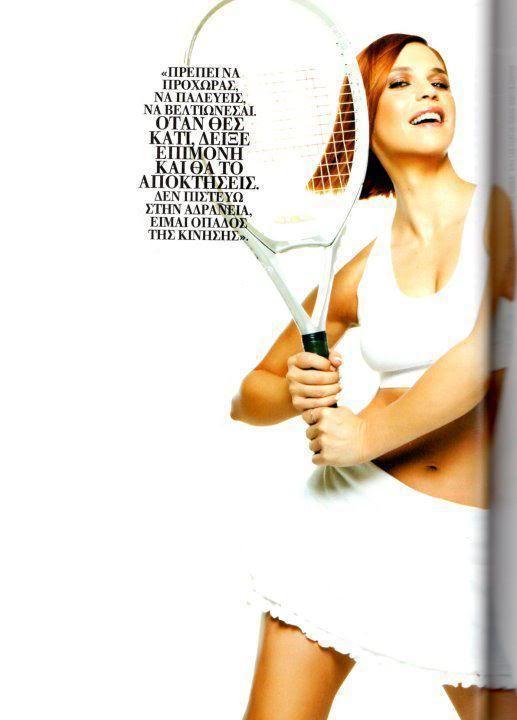 «ΠΡΕΠΕΙ ΝΑ
ΠΡΟΧΩΡΑΣ,
ΝΑ ΠΑΛΕΥΕΙΣ,
ΝΑ ΒΕΛΤΙΩΝΕΣΑΙ.
ΟΤΑΝ ΘΕΣ
ΚΑΤΙ, ΔΕΙΞΕ
ΕΠΙΜΟΝΗ
ΚΑΙ ΘΑ ΤΟ
ΑΠΟΚΤΗΣΕΙΣ.
ΔΕΝ ΠΙΣΤΕΥΩ
ΣΤΗΝ ΑΔΡΑΝΕΙΑ,
ΕΙΜΑΙ ΟΠΑΔΟΣ
ΤΗΣ ΚΙΝΗΣΗΣ».